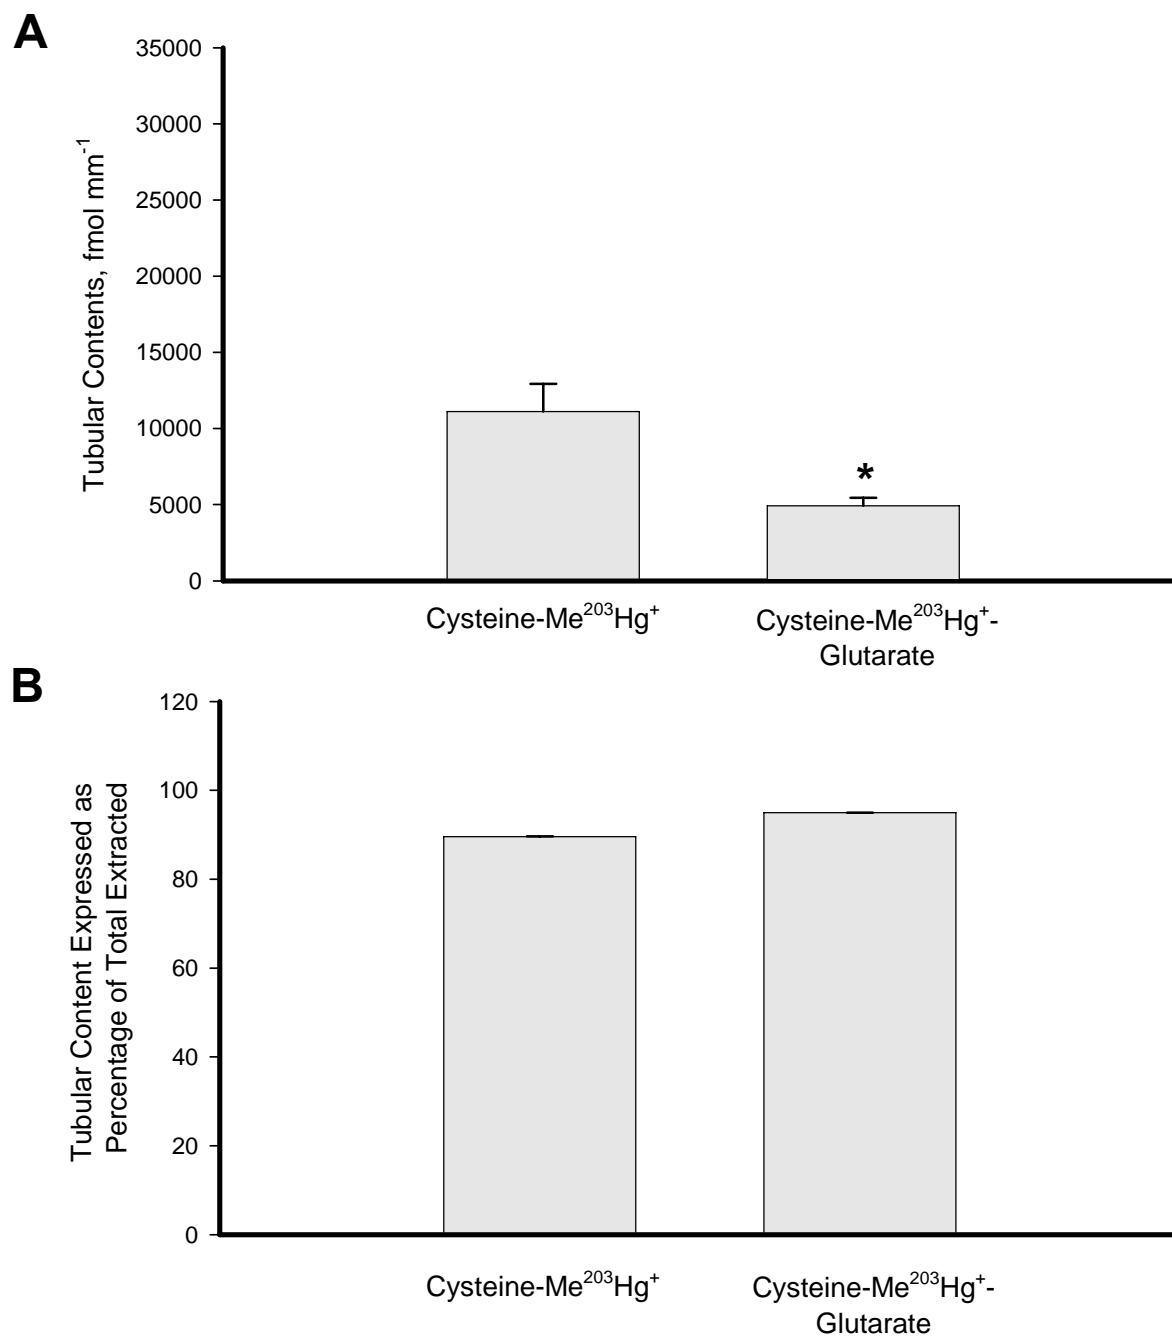 A
35000
30000
25000
20000
15000
10000
5000
0
Tubular Contents, fmol mm⁻¹
*
Cysteine-Me²⁰³Hg⁺
Cysteine-Me²⁰³Hg⁺-
Glutarate
B
120
100
80
60
40
20
0
Tubular Content Expressed as
Percentage of Total Extracted
Cysteine-Me²⁰³Hg⁺
Cysteine-Me²⁰³Hg⁺-
Glutarate